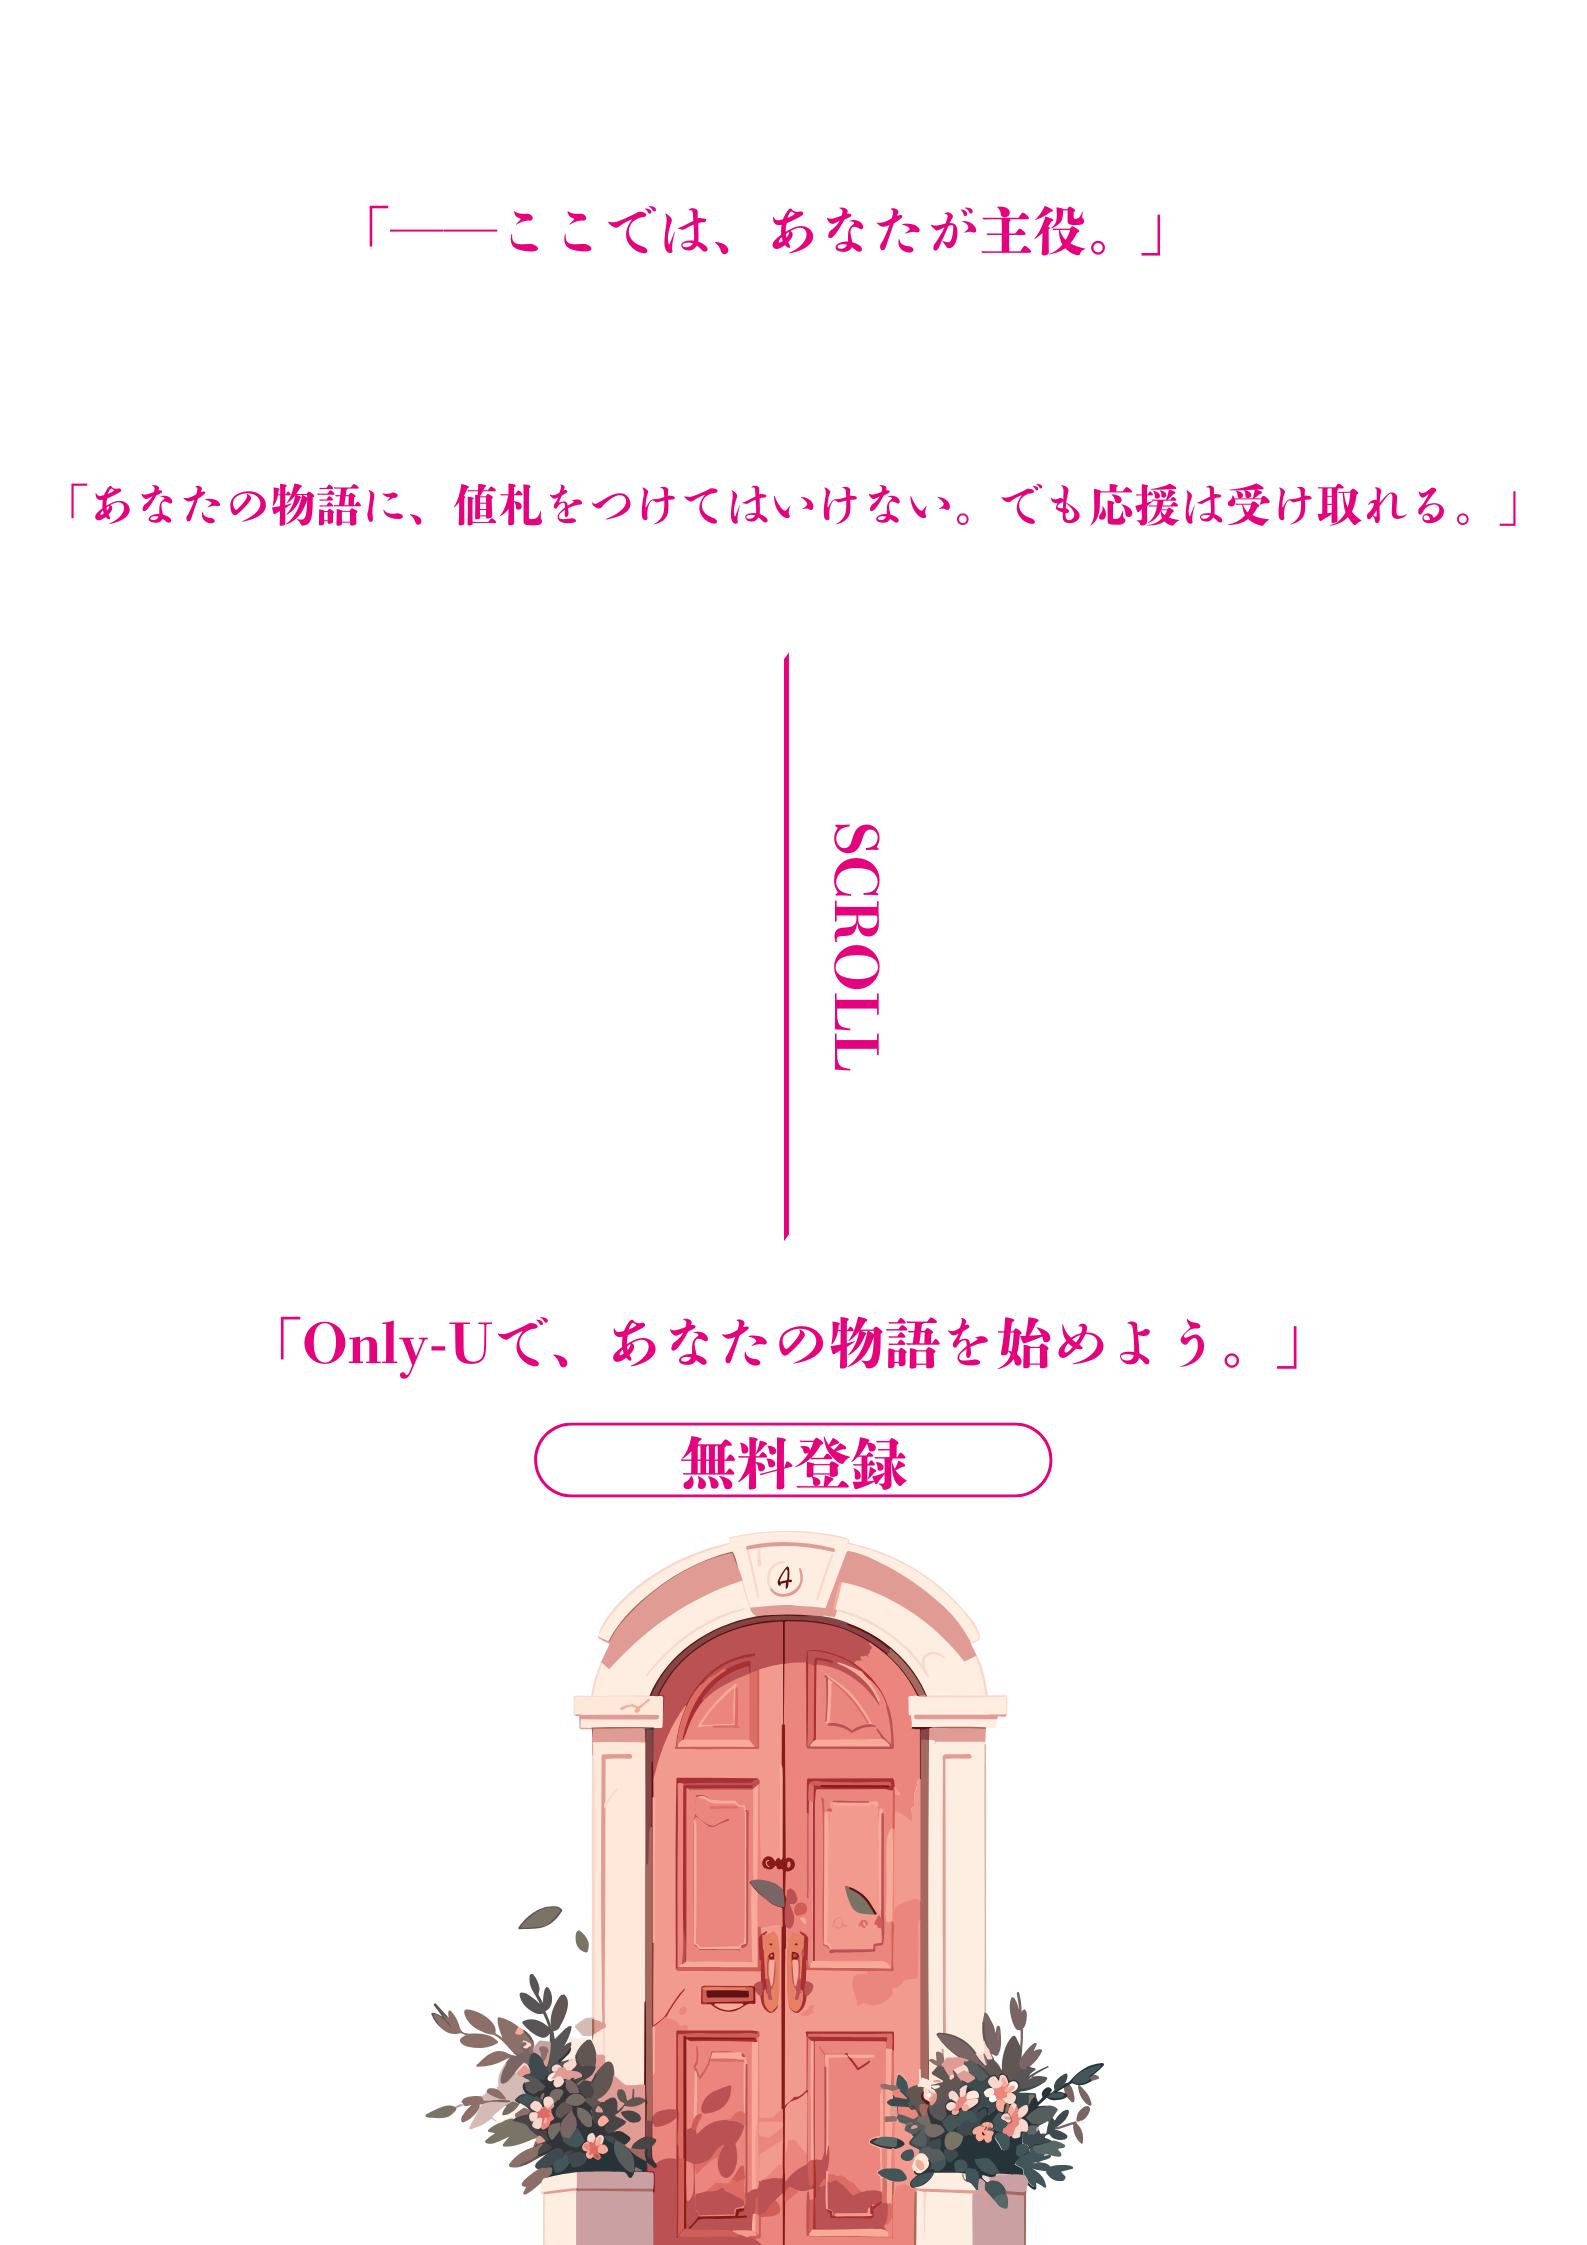 「――ここでは、あなたが主役。」
「あなたの物語に、値札をつけてはいけない。でも応援は受け取れる。」
SCROLL
「Only-Uで、あなたの物語を始めよう。」
無料登録
4